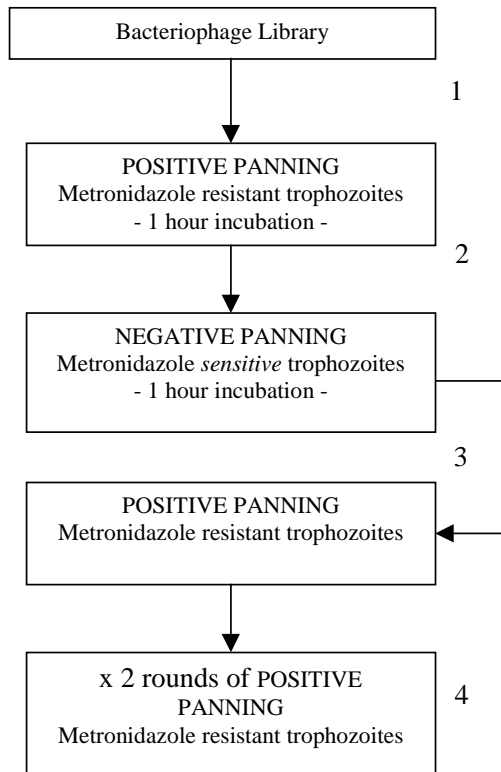 Bacteriophage Library
1
POSITIVE PANNING
Metronidazole resistant trophozoites
- 1 hour incubation -
2
NEGATIVE PANNING
Metronidazole sensitive trophozoites
- 1 hour incubation -
3
POSITIVE PANNING
Metronidazole resistant trophozoites
x 2 rounds of POSITIVE
PANNING
Metronidazole resistant trophozoites
4